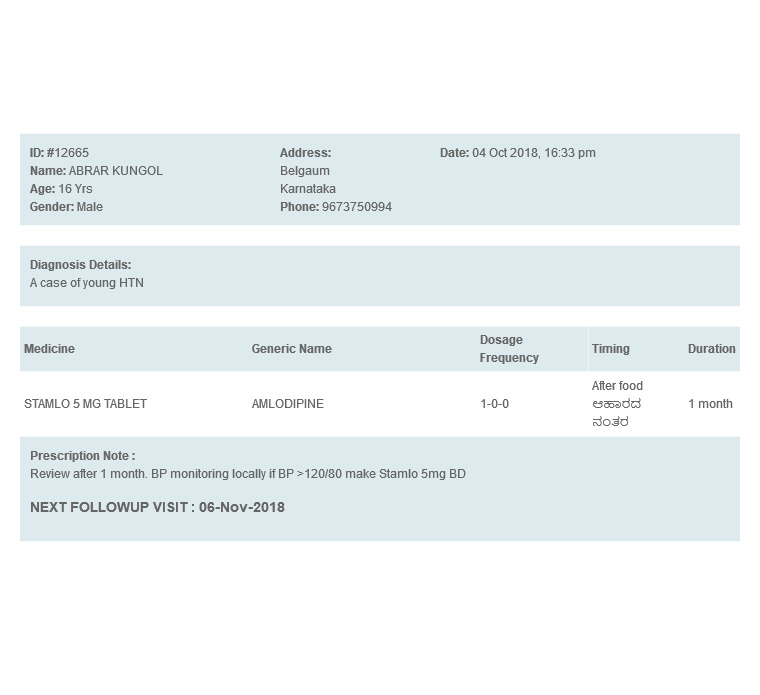 ID: #12665
Name: ABRAR KUNGOL
Age: 16 Yrs
Gender: Male
Address:
Belgaum
Karnataka
Phone: 9673750994
Date: 04 Oct 2018, 16:33 pm
Diagnosis Details:
A case of young HTN
Medicine Generic Name Dosage Frequency Timing Duration
STAMLO 5 MG TABLET AMLODIPINE 1-0-0 After food ಆಹಾರದ ನಂತರ 1 month
Prescription Note :
Review after 1 month. BP monitoring locally if BP >120/80 make Stamlo 5mg BD
NEXT FOLLOWUP VISIT : 06-Nov-2018